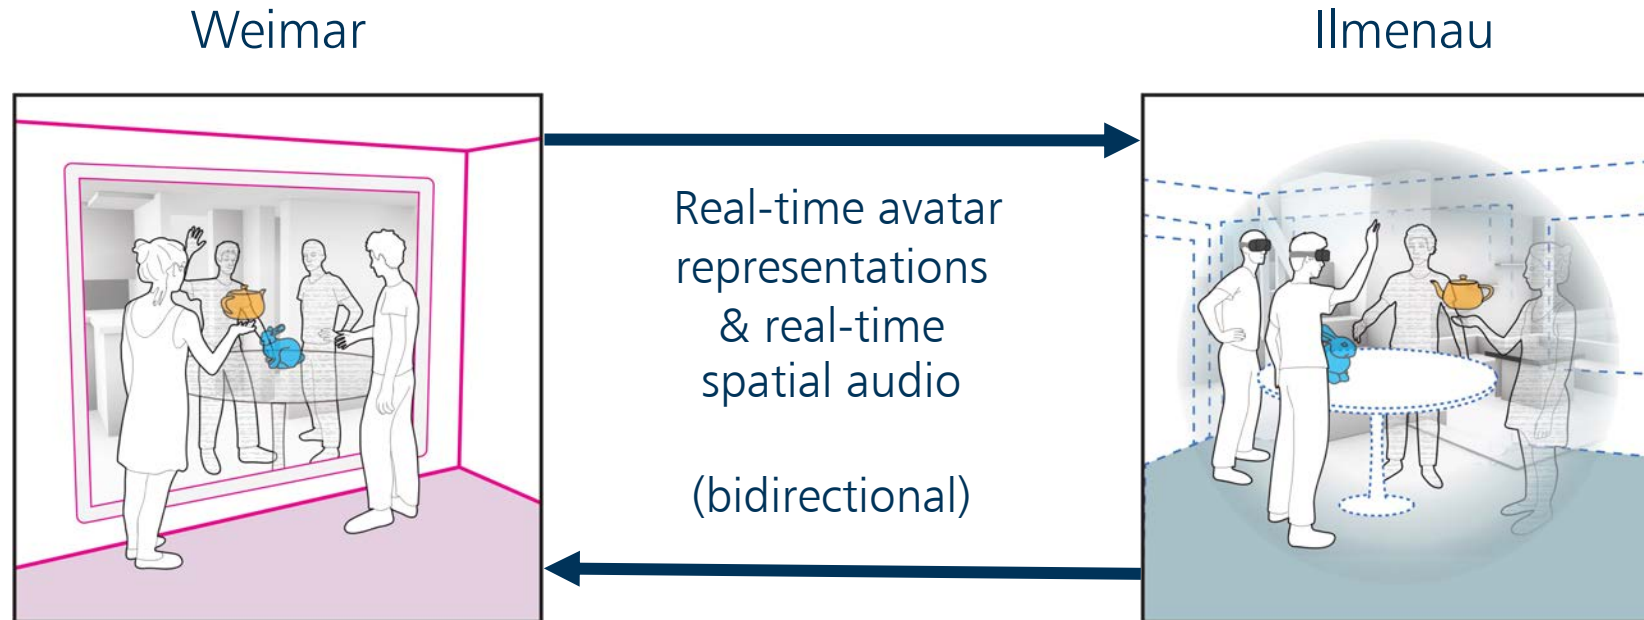 Weimar
Ilmenau
Real-time avatar
representations
& real-time
spatial audio
(bidirectional)